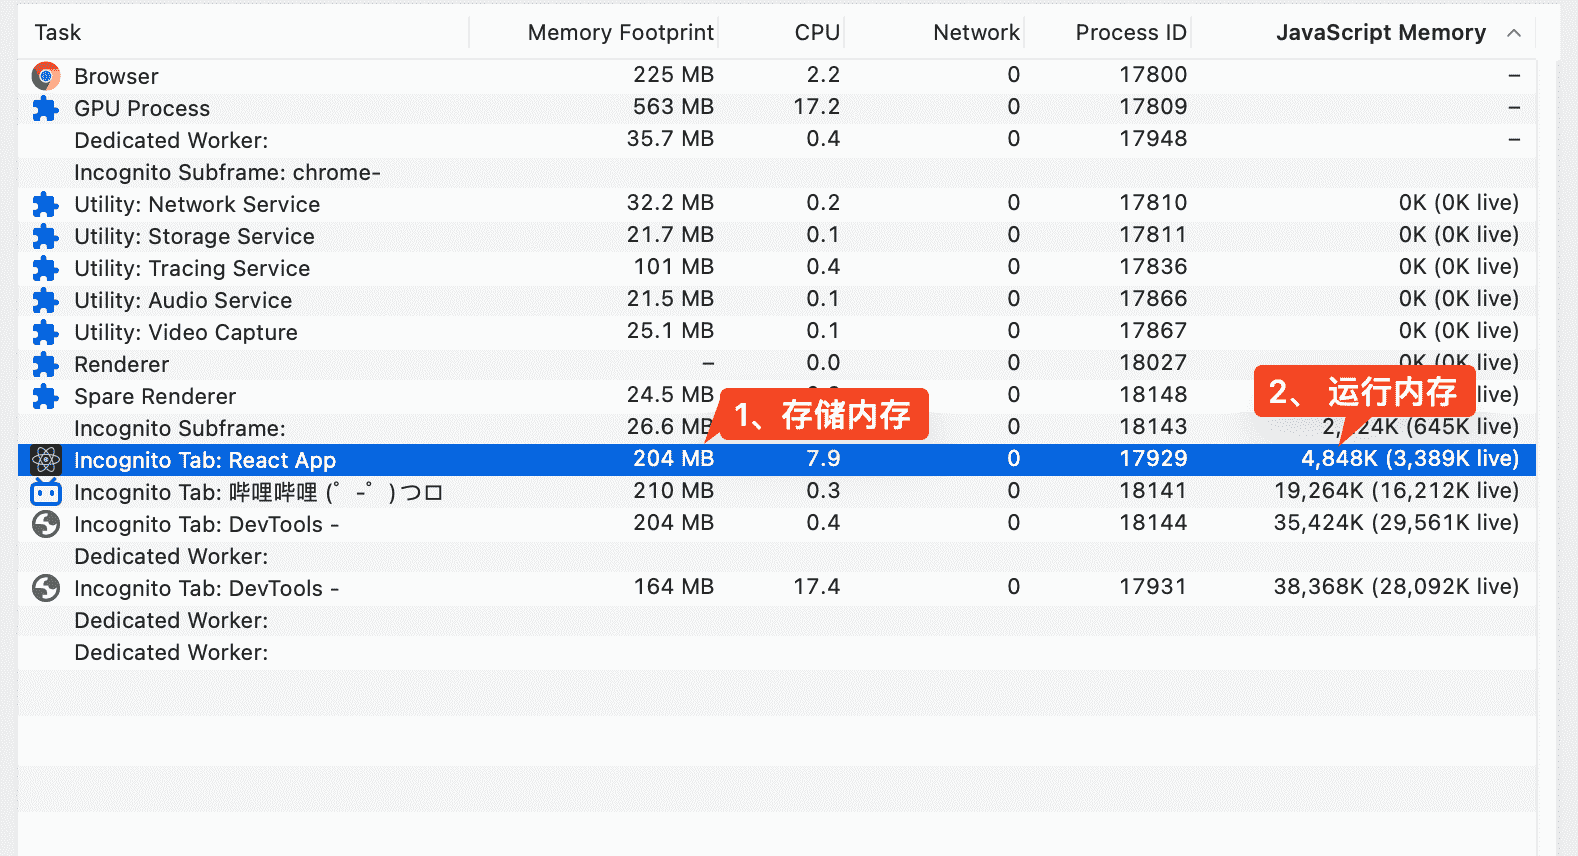 Task Memory Footprint CPU Network Process ID JavaScript Memory
Browser 225 MB 2.2 0 17800 –
GPU Process 563 MB 17.2 0 17809 –
Dedicated Worker: 35.7 MB 0.4 0 17948 –
Incognito Subframe: chrome-
Utility: Network Service 32.2 MB 0.2 0 17810 0K (0K live)
Utility: Storage Service 21.7 MB 0.1 0 17811 0K (0K live)
Utility: Tracing Service 101 MB 0.4 0 17836 0K (0K live)
Utility: Audio Service 21.5 MB 0.1 0 17866 0K (0K live)
Utility: Video Capture 25.1 MB 0.1 0 17867 0K (0K live)
Renderer – 0.0 0 18027 0K (0K live)
Spare Renderer 24.5 MB 0 18148 live)
2、 运行内存
1、存储内存
Incognito Subframe: 26.6 MB 0 18143 (645K live)
Incognito Tab: React App 204 MB 7.9 0 17929 4,848K (3,389K live)
Incognito Tab: 哔哩哔哩 (゜-゜)つロ 210 MB 0.3 0 18141 19,264K (16,212K live)
Incognito Tab: DevTools - 204 MB 0.4 0 18144 35,424K (29,561K live)
Dedicated Worker:
Incognito Tab: DevTools - 164 MB 17.4 0 17931 38,368K (28,092K live)
Dedicated Worker:
Dedicated Worker: